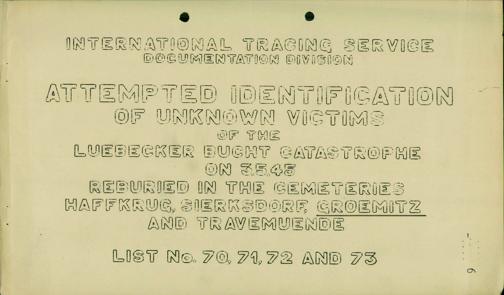 INTERNATIONAL TRACING SERVICE
DOCUMENTATION DIVISION
ATTEMPTED IDENTIFICATION
OF UNKNOWN VICTIMS
OF THE
LUEBECKER BUCHT CATASTROPHE
ON 3.5.45
REBURIED IN THE CEMETERIES
HAFFKRUG, SIERKSDORF, GROEMITZ
AND TRAVEMUENDE
LIST No. 70, 71, 72 AND 73